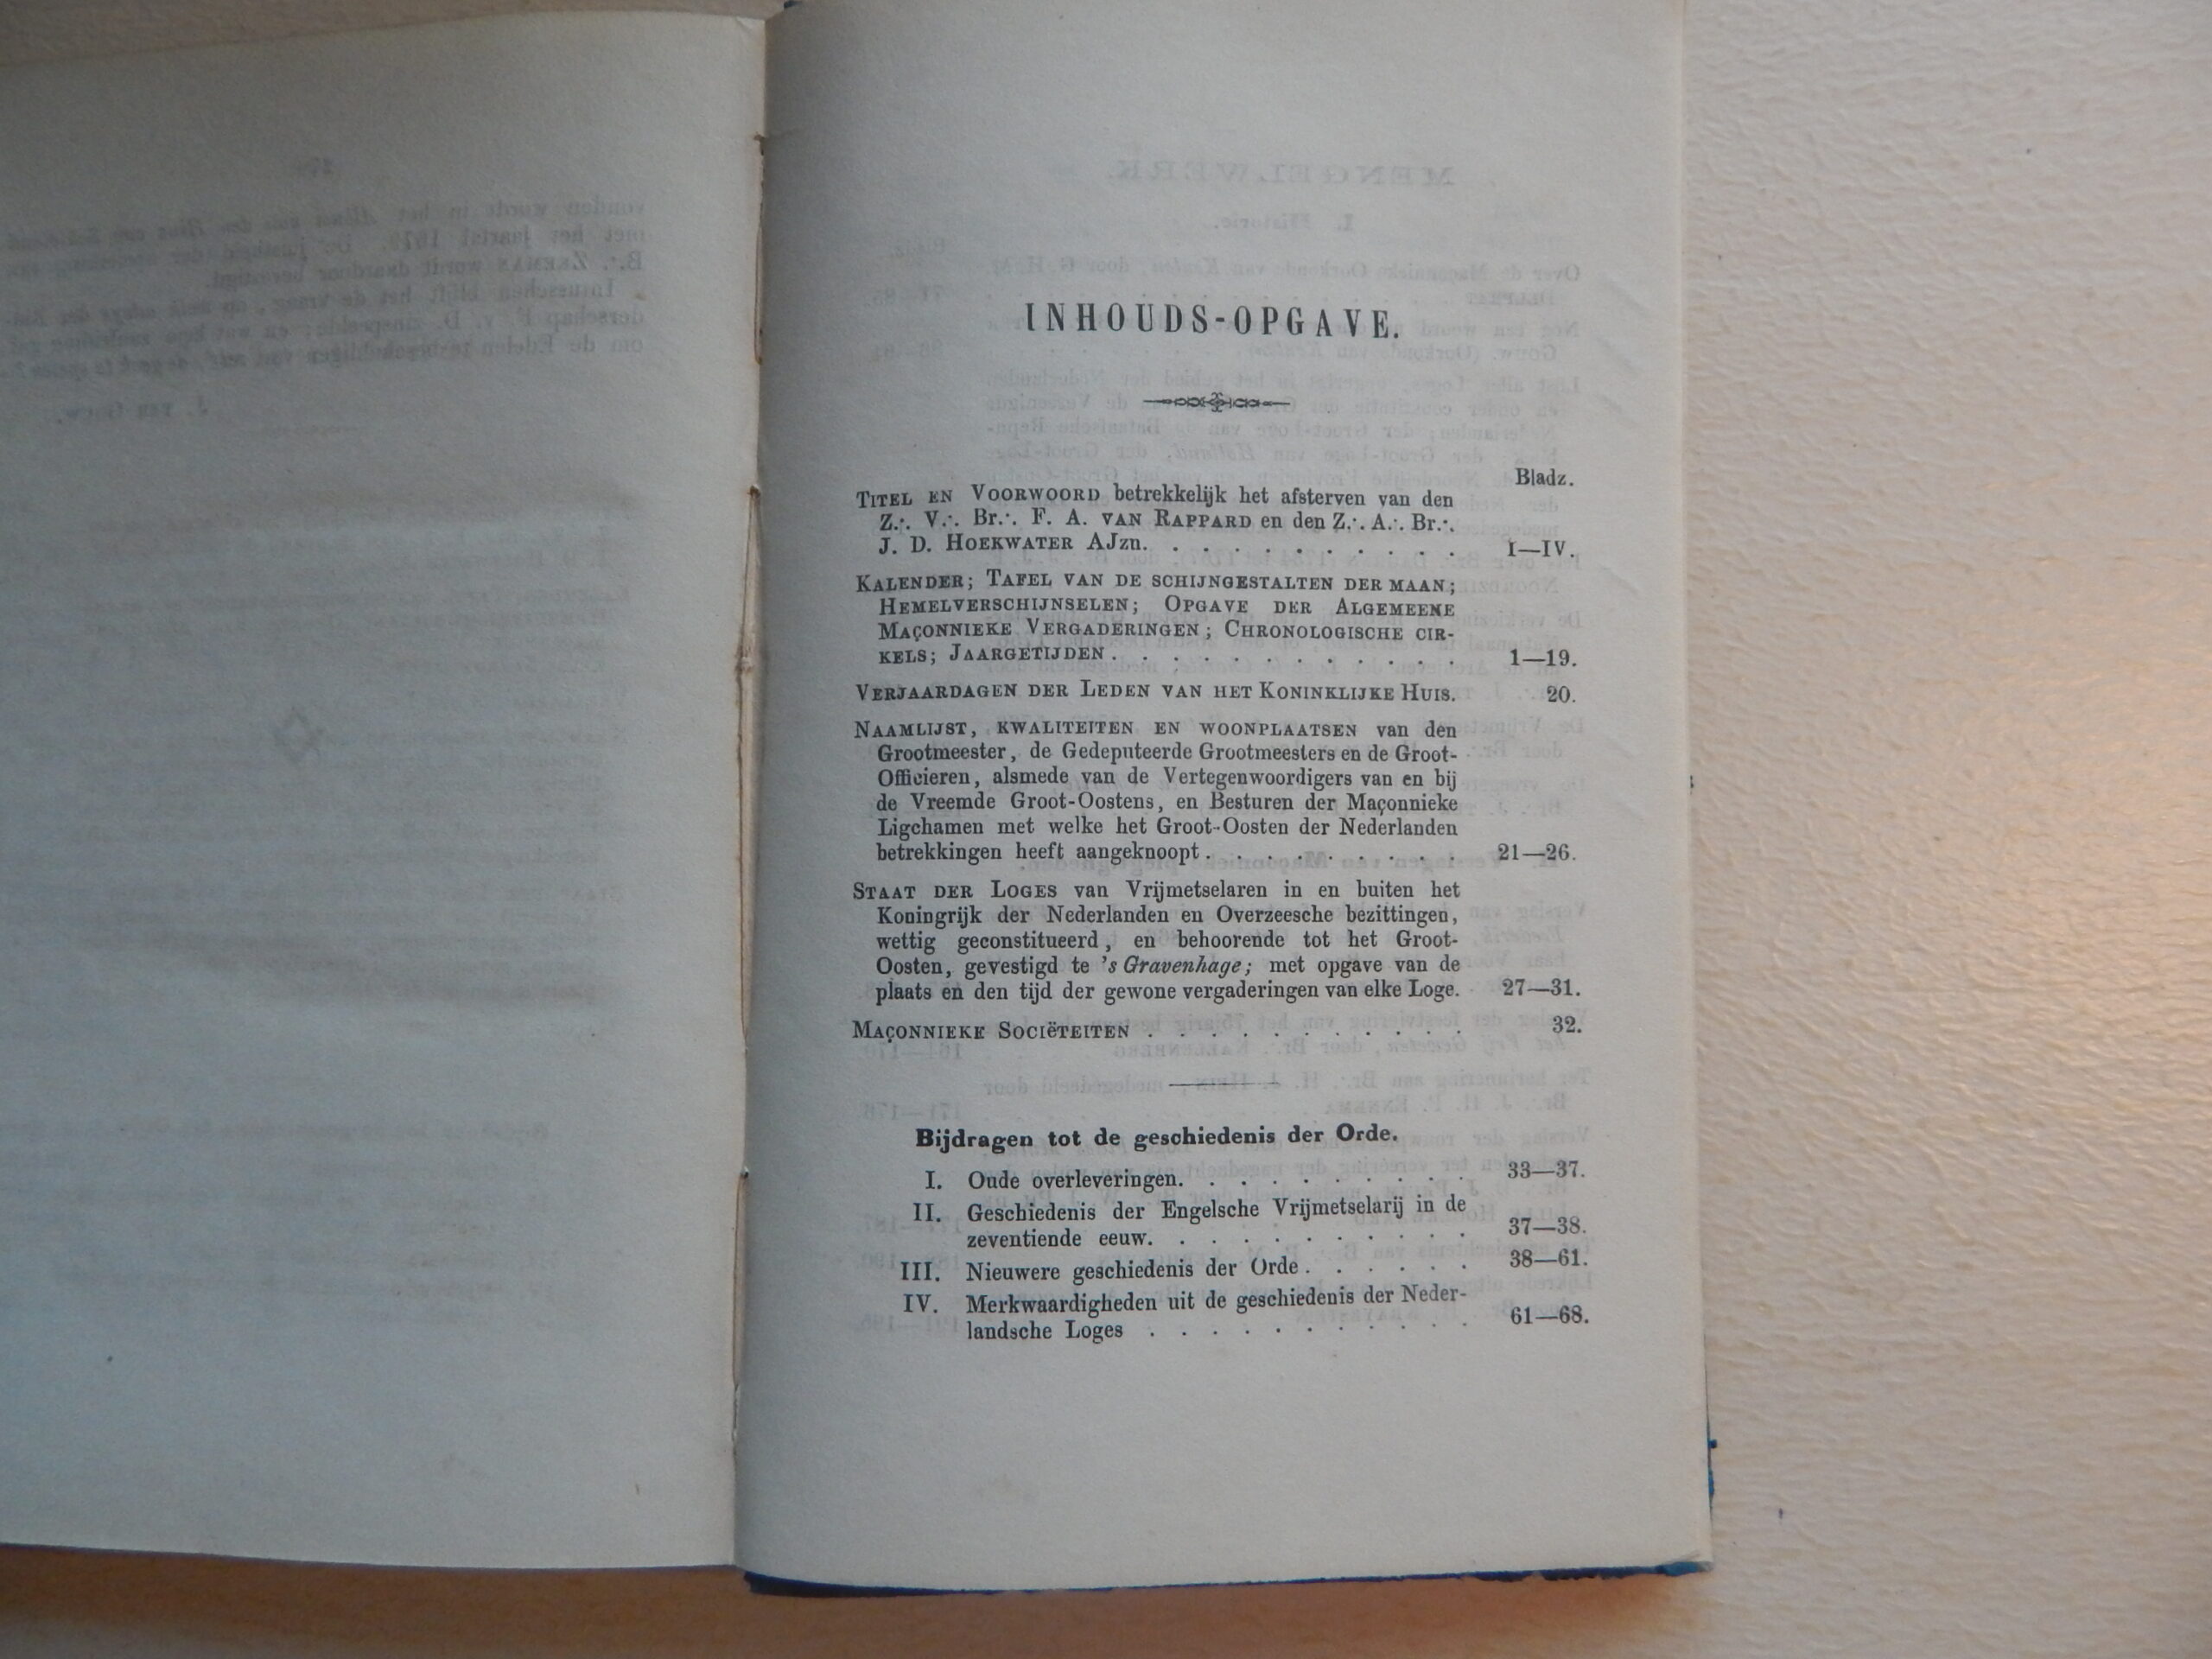 INHOUDS-OPGAVE.
Bladz.
TITEL EN VOORWOORD betrekkelijk het afsterven van den
Z.·. V.·. Br.·. F. A. VAN RAPPARD en den Z.·. A.·. Br.·.
J. D. HOEKWATER AJzn. . . . . . . . . . . I—IV.
KALENDER; TAFEL VAN DE SCHIJNGESTALTEN DER MAAN;
HEMELVERSCHIJNSELEN; OPGAVE DER ALGEMEENE
MAÇONNIEKE VERGADERINGEN; CHRONOLOGISCHE CIR-
KELS; JAARGETIJDEN . . . . . . . . . . . . 1—19.
VERJAARDAGEN DER LEDEN VAN HET KONINKLIJKE HUIS. 20.
NAAMLIJST, KWALITEITEN EN WOONPLAATSEN van den
Grootmeester, de Gedeputeerde Grootmeesters en de Groot-
Officieren, alsmede van de Vertegenwoordigers van en bij
de Vreemde Groot-Oostens, en Besturen der Maçonnieke
Ligchamen met welke het Groot-Oosten der Nederlanden
betrekkingen heeft aangeknoopt . . . . . . . . . 21—26.
STAAT DER LOGES van Vrijmetselaren in en buiten het
Koningrijk der Nederlanden en Overzeesche bezittingen,
wettig geconstitueerd, en behoorende tot het Groot-
Oosten, gevestigd te 's Gravenhage; met opgave van de
plaats en den tijd der gewone vergaderingen van elke Loge. 27—31.
MAÇONNIEKE SOCIËTEITEN . . . . . . . . . . . 32.
Bijdragen tot de geschiedenis der Orde.
I. Oude overleveringen. . . . . . . . . . 33—37.
II. Geschiedenis der Engelsche Vrijmetselarij in de
zeventiende eeuw. . . . . . . . . . . 37—38.
III. Nieuwere geschiedenis der Orde . . . . . . 38—61.
IV. Merkwaardigheden uit de geschiedenis der Neder-
landsche Loges . . . . . . . . . . . 61—68.